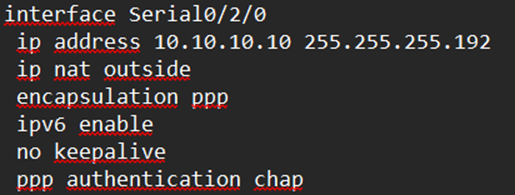 interface Serial0/2/0
ip address 10.10.10.10 255.255.255.192
ip nat outside
encapsulation ppp
ipv6 enable
no keepalive
ppp authentication chap